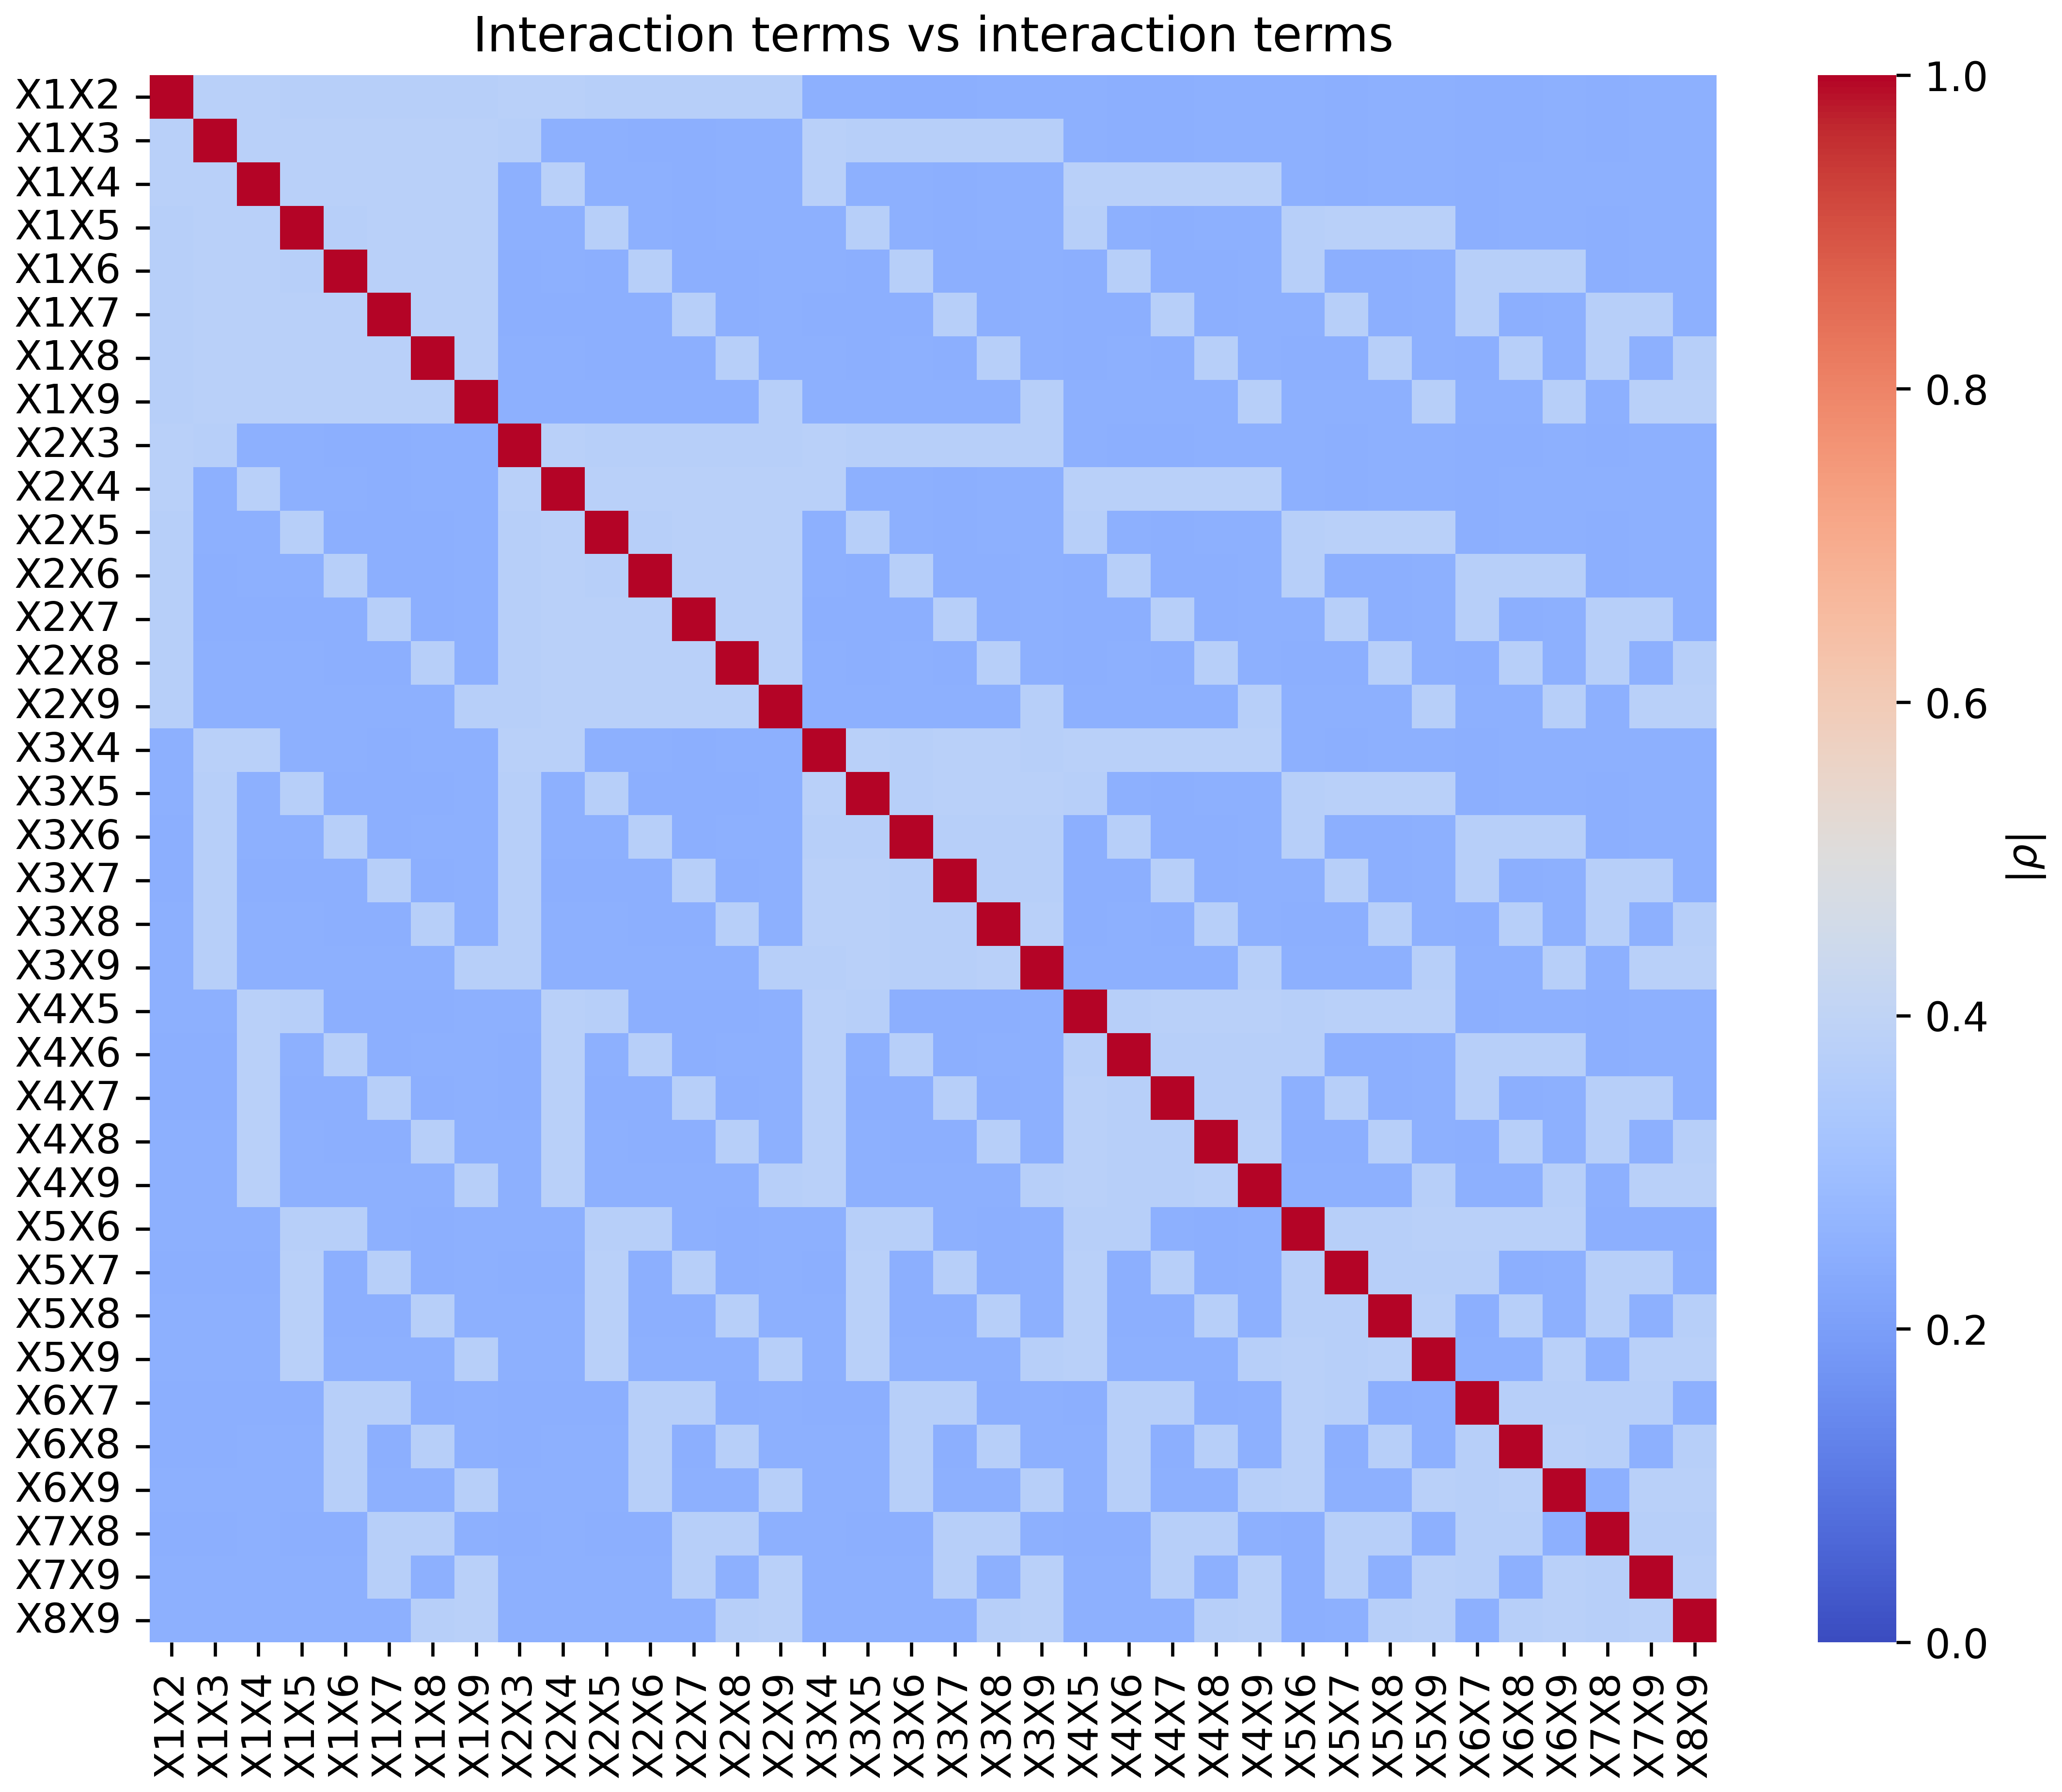 Interaction terms vs interaction terms
X1X2
X1X3
X1X4
X1X5
X1X6
X1X7
X1X8
X1X9
X2X3
X2X4
X2X5
X2X6
X2X7
X2X8
X2X9
X3X4
X3X5
X3X6
X3X7
X3X8
X3X9
X4X5
X4X6
X4X7
X4X8
X4X9
X5X6
X5X7
X5X8
X5X9
X6X7
X6X8
X6X9
X7X8
X7X9
X8X9
X1X2 X1X3 X1X4 X1X5 X1X6 X1X7 X1X8 X1X9 X2X3 X2X4 X2X5 X2X6 X2X7 X2X8 X2X9 X3X4 X3X5 X3X6 X3X7 X3X8 X3X9 X4X5 X4X6 X4X7 X4X8 X4X9 X5X6 X5X7 X5X8 X5X9 X6X7 X6X8 X6X9 X7X8 X7X9 X8X9
1.0
0.8
0.6
0.4
0.2
0.0
|ρ|